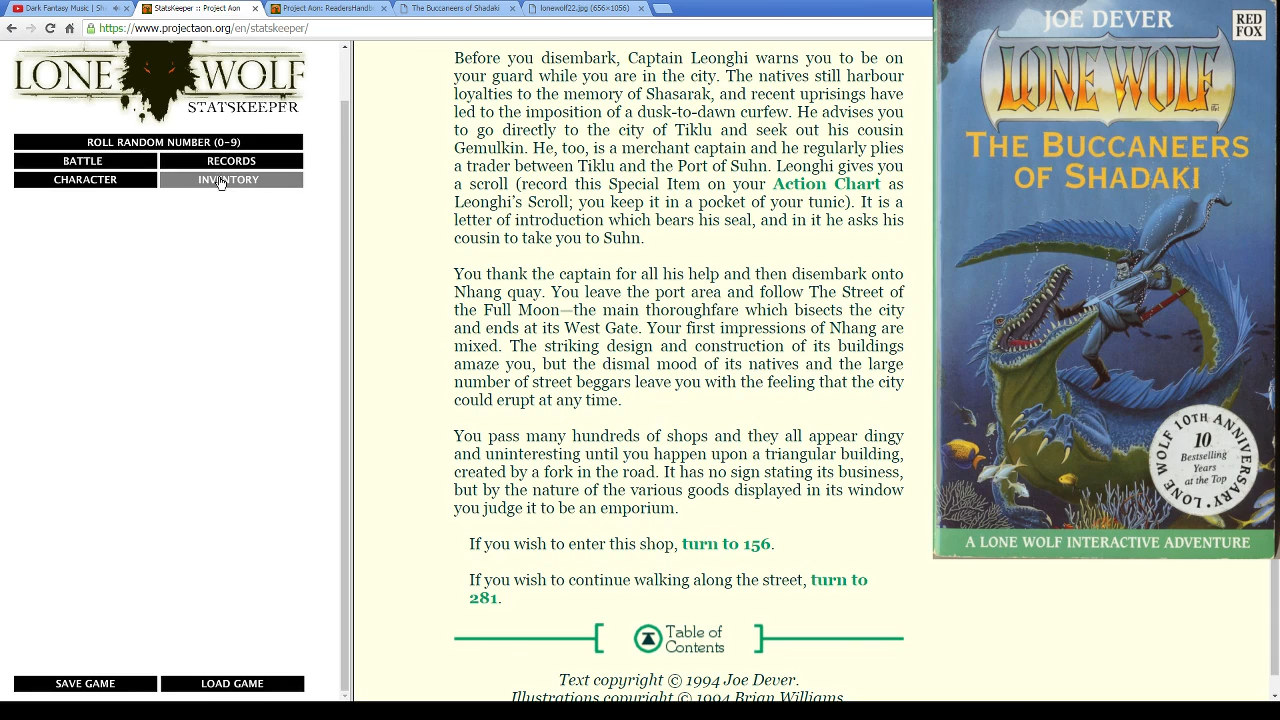 Dark Fantasy Music | Sh
StatsKeeper :: Project Aon
Project Aon: ReadersHandb
The Buccaneers of Shadaki
lonewolf22.jpg (656×1056)
https://www.projectaon.org/en/statskeeper/
LONE WOLF
STATSKEEPER
ROLL RANDOM NUMBER (0-9)
BATTLE
RECORDS
CHARACTER
INVENTORY
SAVE GAME
LOAD GAME
Before you disembark, Captain Leonghi warns you to be on
your guard while you are in the city. The natives still harbour
loyalties to the memory of Shasarak, and recent uprisings have
led to the imposition of a dusk-to-dawn curfew. He advises you
to go directly to the city of Tiklu and seek out his cousin
Gemulkin. He, too, is a merchant captain and he regularly plies
a trader between Tiklu and the Port of Suhn. Leonghi gives you
a scroll (record this Special Item on your Action Chart as
Leonghi's Scroll; you keep it in a pocket of your tunic). It is a
letter of introduction which bears his seal, and in it he asks his
cousin to take you to Suhn.
You thank the captain for all his help and then disembark onto
Nhang quay. You leave the port area and follow The Street of
the Full Moon—the main thoroughfare which bisects the city
and ends at its West Gate. Your first impressions of Nhang are
mixed. The striking design and construction of its buildings
amaze you, but the dismal mood of its natives and the large
number of street beggars leave you with the feeling that the city
could erupt at any time.
You pass many hundreds of shops and they all appear dingy
and uninteresting until you happen upon a triangular building,
created by a fork in the road. It has no sign stating its business,
but by the nature of the various goods displayed in its window
you judge it to be an emporium.
If you wish to enter this shop, turn to 156.
If you wish to continue walking along the street, turn to
281.
Table of
Contents
Text copyright © 1994 Joe Dever.
Illustrations copyright © 1994 Brian Williams.
JOE DEVER
RED
FOX
LONE WOLF
THE BUCCANEERS
OF SHADAKI
LONE WOLF 10TH ANNIVERSARY
10
Bestselling
Years
at the Top
A LONE WOLF INTERACTIVE ADVENTURE